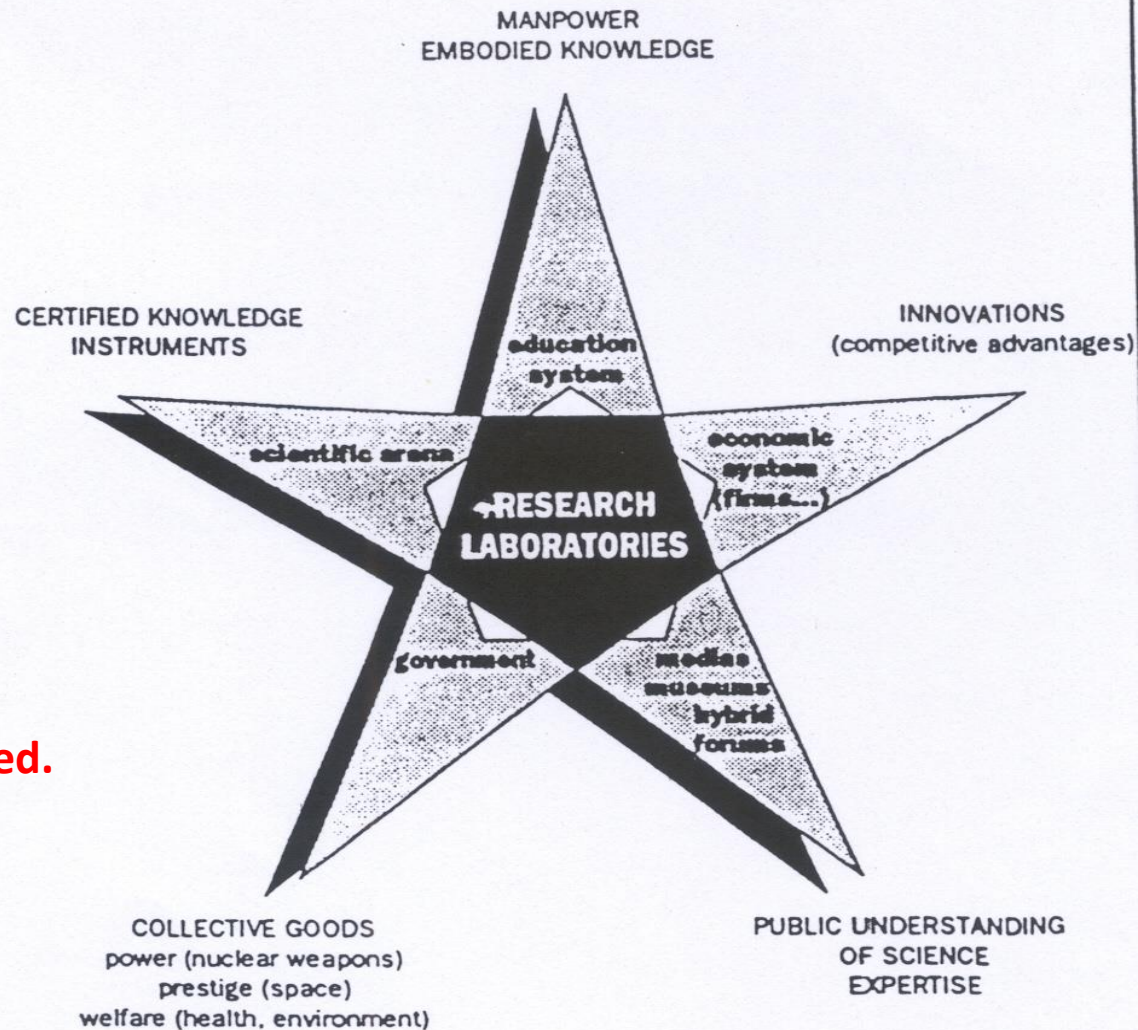 MANPOWER
EMBODIED KNOWLEDGE
CERTIFIED KNOWLEDGE
INSTRUMENTS
INNOVATIONS
(competitive advantages)
education
system
scientific arena
economic
system
(firms....)
RESEARCH
LABORATORIES
government
medias
museums
hybrid
forums
ed.
COLLECTIVE GOODS
power (nuclear weapons)
prestige (space)
welfare (health, environment)
PUBLIC UNDERSTANDING
OF SCIENCE
EXPERTISE